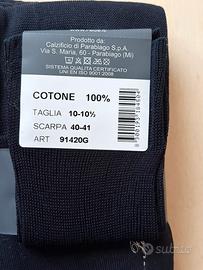 Prodotto da:
Calzificio di Parabiago S.p.A.
Via S. Maria, 60 - Parabiago (Mi)
SISTEMA QUALITA CERTIFICATO
UNI EN ISO 9001:2008
COTONE 100%
TAGLIA 10-10½
SCARPA 40-41
ART 91420G
subito